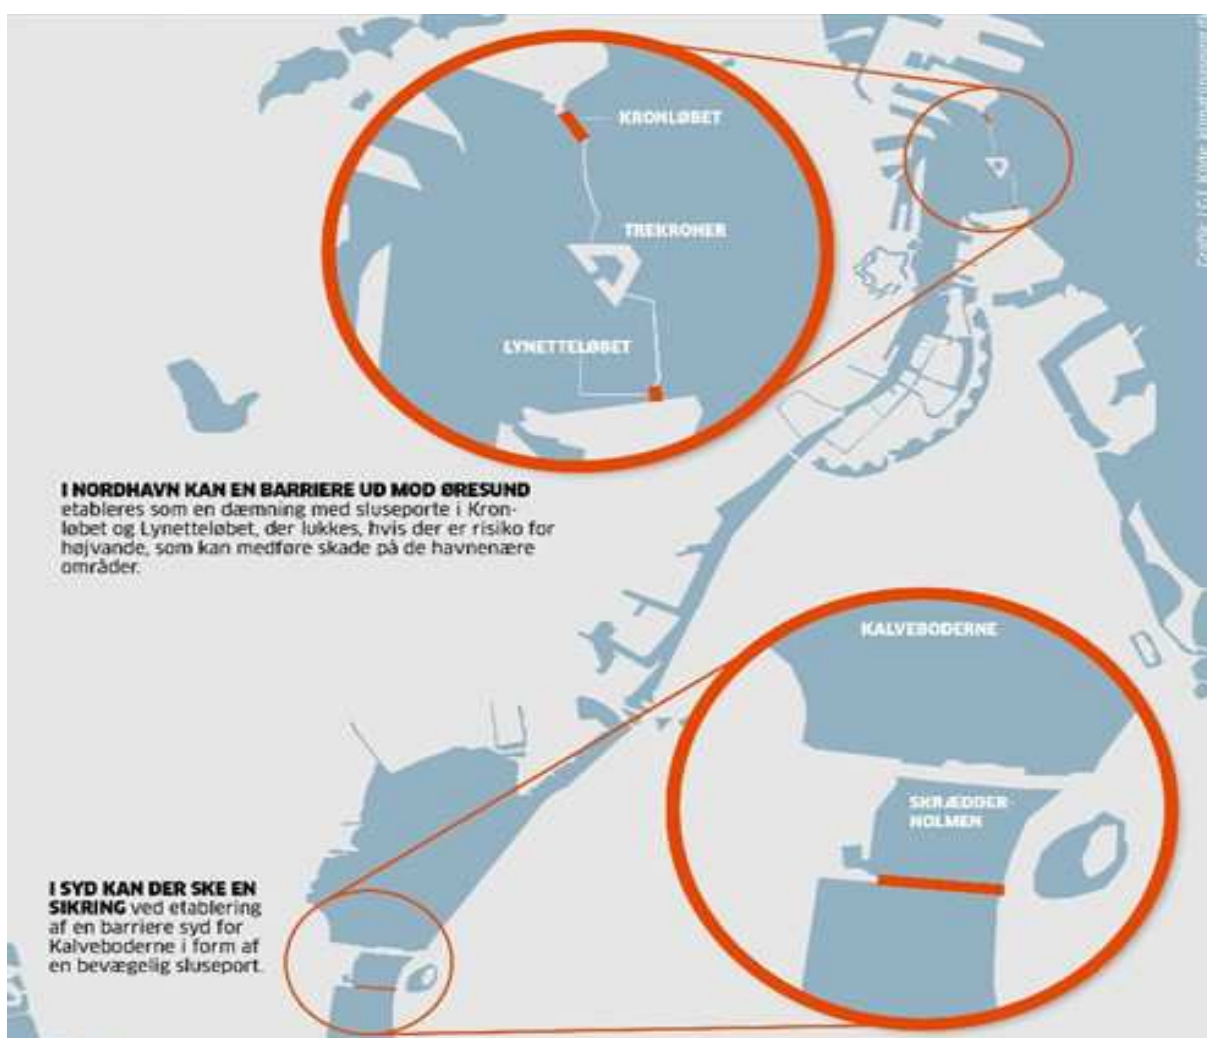 KRONLØBET
TREKRONER
LYNETTELØBET
I NORDHAVN KAN EN BARRIERE UD MOD ØRESUND
etableres som en dæmning med sluseporte i Kron-
løbet og Lynetteløbet, der lukkes, hvis der er risiko for
højvande, som kan medføre skade på de havnenære
områder.
KALVEBODERNE
SKRÆDDER-
HOLMEN
I SYD KAN DER SKE EN
SIKRING ved etablering
af en barriere syd for
Kalveboderne i form af
en bevægelig sluseport.